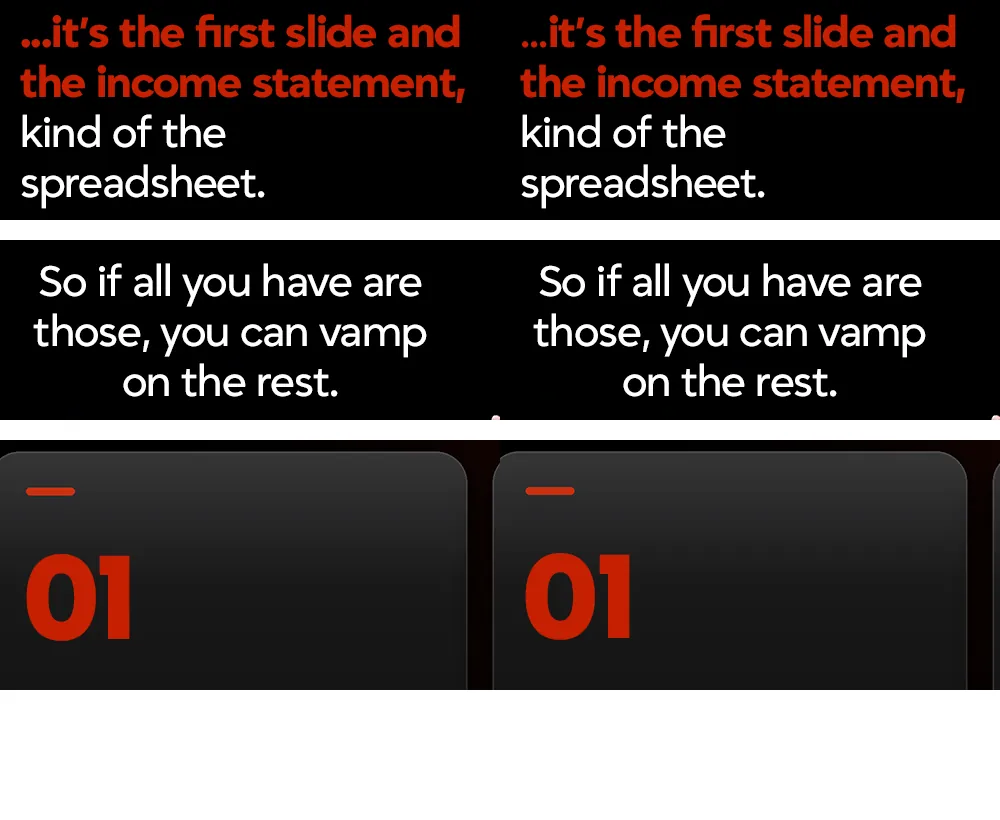 ...it's the first slide and
the income statement,
kind of the
spreadsheet.
...it's the first slide and
the income statement,
kind of the
spreadsheet.
So if all you have are
those, you can vamp
on the rest.
So if all you have are
those, you can vamp
on the rest.
01
01